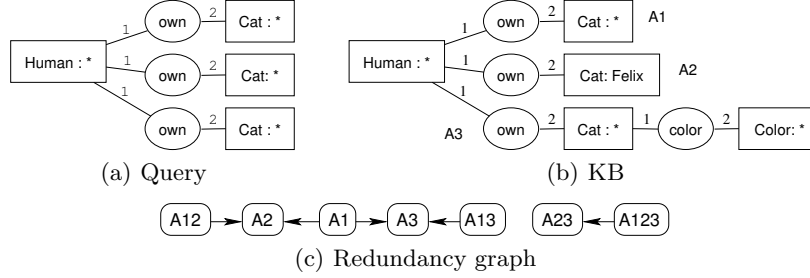 1 own 2 Cat : *
Human : * 1 own 2 Cat: *
1 own 2 Cat : *
(a) Query
1 own 2 Cat : * A1
Human : * 1 own 2 Cat: Felix A2
A3 1 own 2 Cat : * 1 color 2 Color: *
(b) KB
A12 A2 A1 A3 A13 A23 A123
(c) Redundancy graph